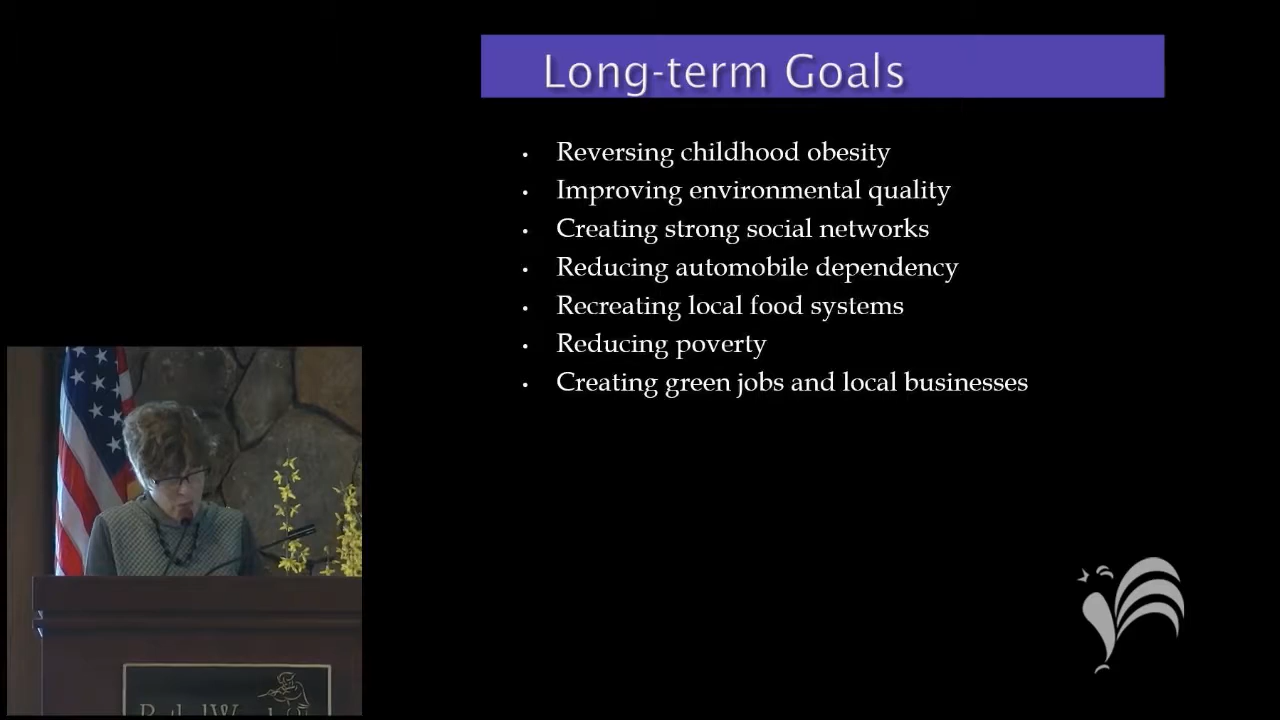 Long-term Goals
• Reversing childhood obesity
• Improving environmental quality
• Creating strong social networks
• Reducing automobile dependency
• Recreating local food systems
• Reducing poverty
• Creating green jobs and local businesses